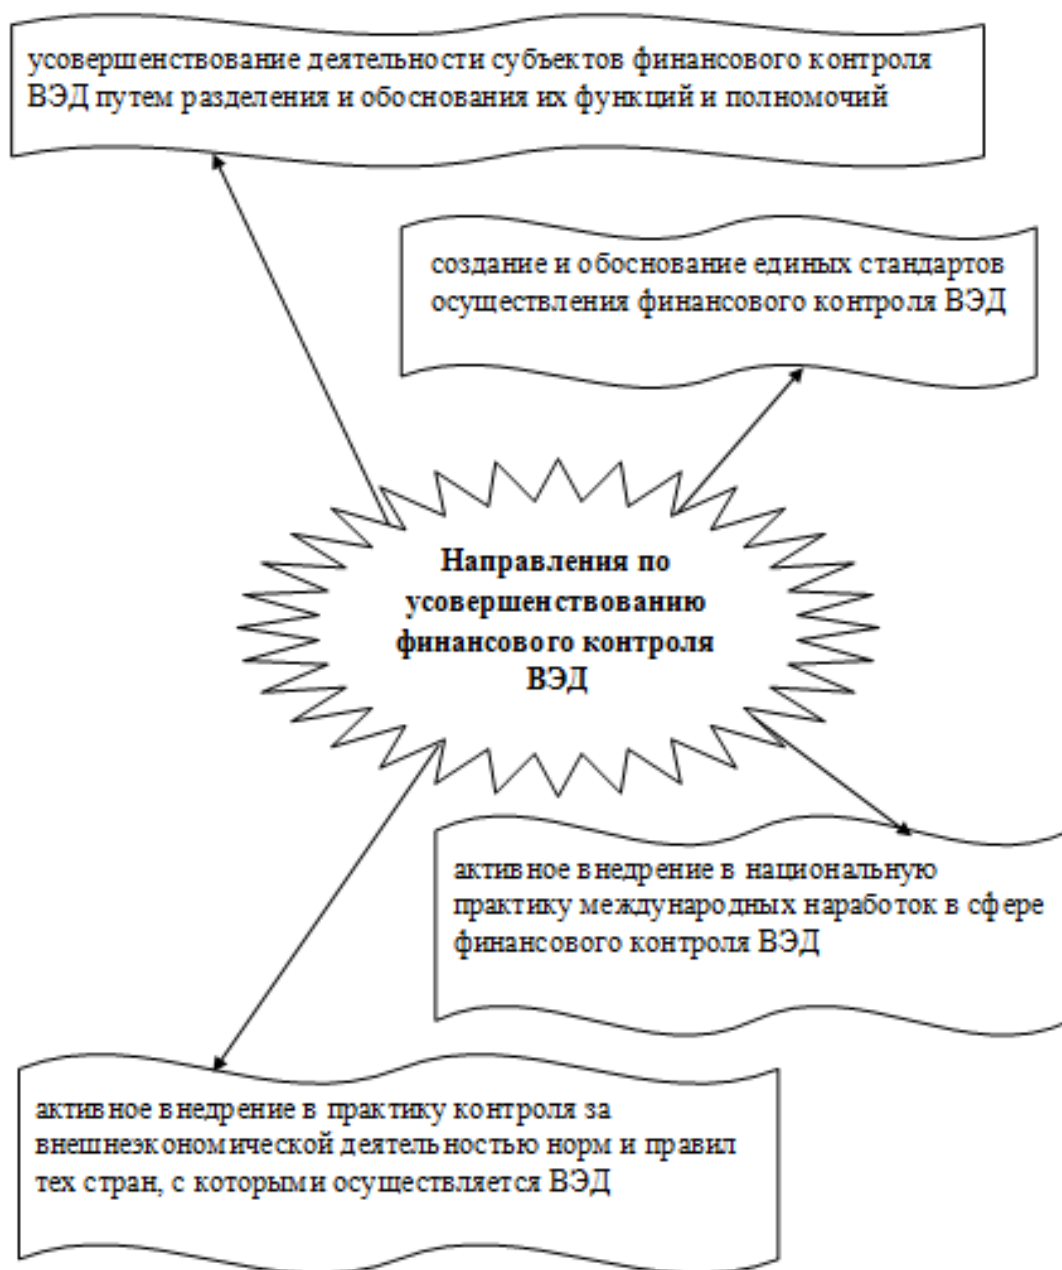 усовершенствование деятельности субъектов финансового контроля
ВЭД путем разделения и обоснования их функций и полномочий
создание и обоснование единых стандартов
осуществления финансового контроля ВЭД
Направления по
усовершенствованию
финансового контроля
ВЭД
активное внедрение в национальную
практику международных наработок в сфере
финансового контроля ВЭД
активное внедрение в практику контроля за
внешнеэкономической деятельностью норм и правил
тех стран, с которыми осуществляется ВЭД